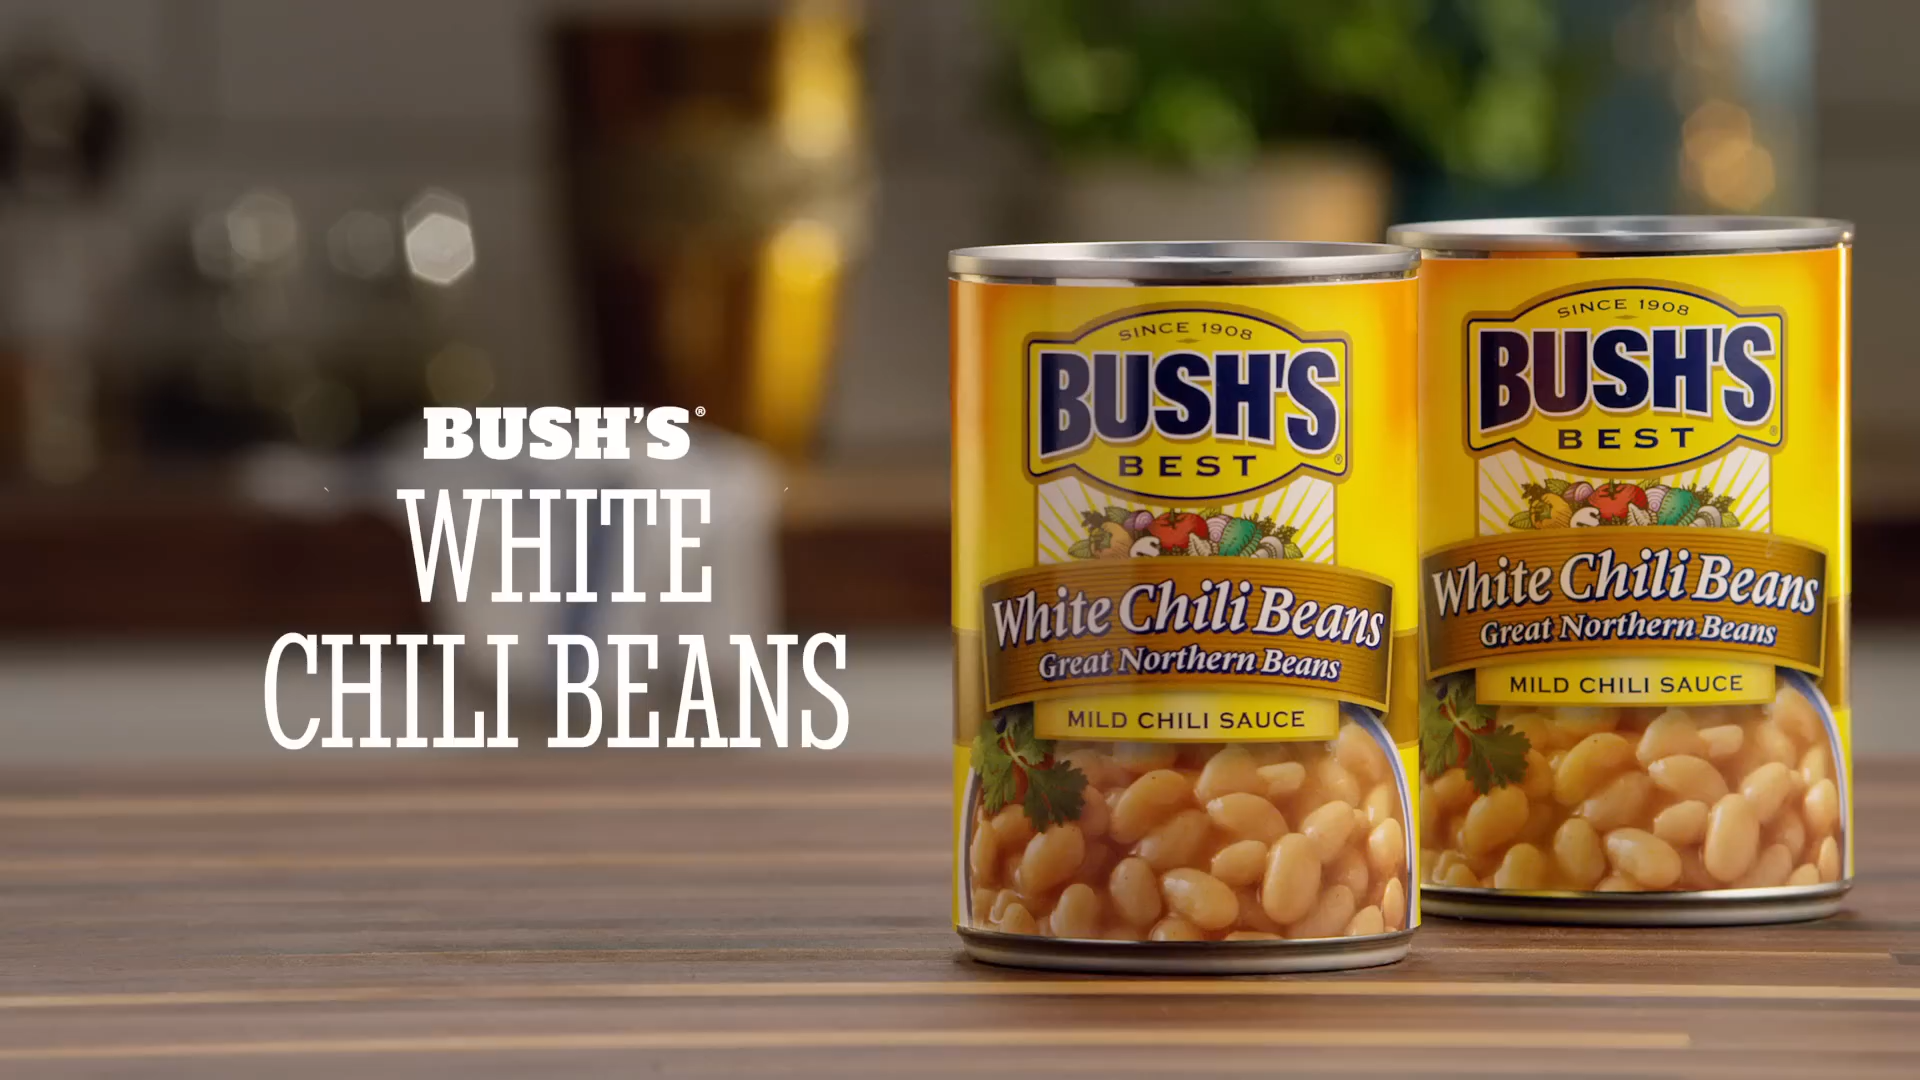 BUSH'S®
WHITE
CHILI BEANS
SINCE 1908
BUSH'S®
BEST
White Chili Beans
Great Northern Beans
MILD CHILI SAUCE
SINCE 1908
BUSH'S®
BEST
White Chili Beans
Great Northern Beans
MILD CHILI SAUCE